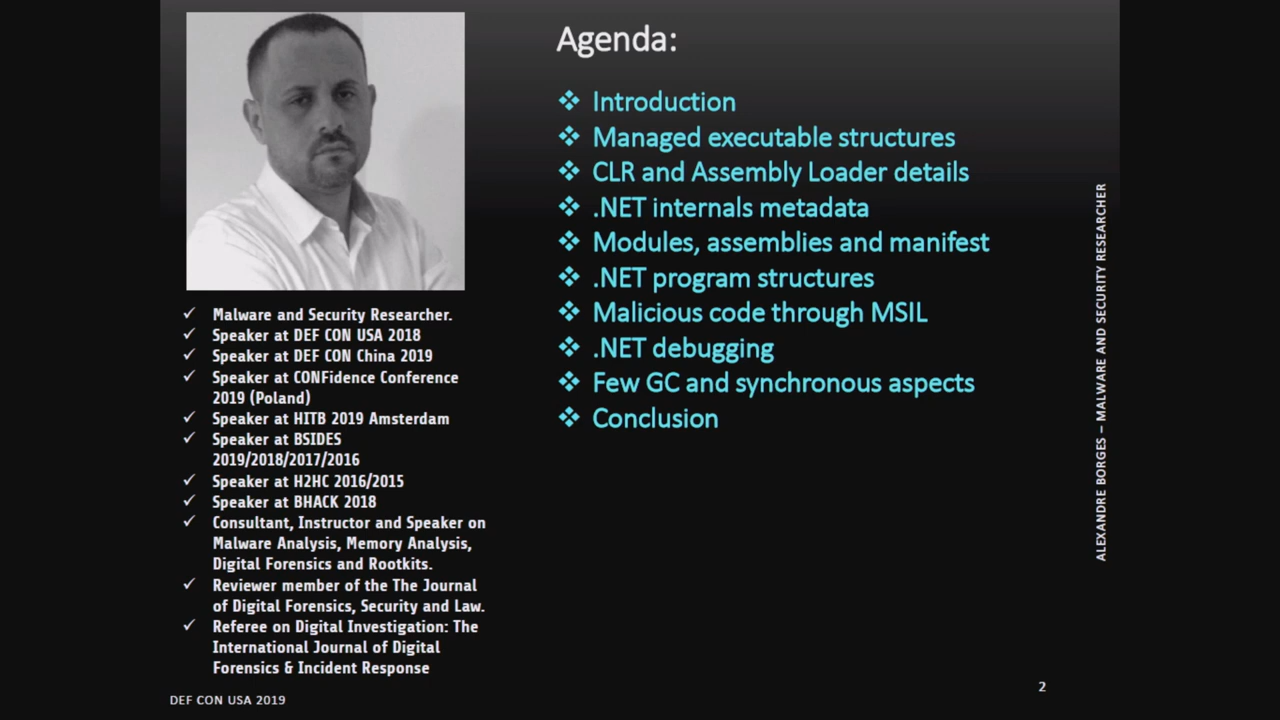 Malware and Security Researcher.
Speaker at DEF CON USA 2018
Speaker at DEF CON China 2019
Speaker at CONFidence Conference
2019 (Poland)
Speaker at HITB 2019 Amsterdam
Speaker at BSIDES
2019/2018/2017/2016
Speaker at H2HC 2016/2015
Speaker at BHACK 2018
Consultant, Instructor and Speaker on
Malware Analysis, Memory Analysis,
Digital Forensics and Rootkits.
Reviewer member of the The Journal
of Digital Forensics, Security and Law.
Referee on Digital Investigation: The
International Journal of Digital
Forensics & Incident Response
Agenda:
Introduction
Managed executable structures
CLR and Assembly Loader details
.NET internals metadata
Modules, assemblies and manifest
.NET program structures
Malicious code through MSIL
.NET debugging
Few GC and synchronous aspects
Conclusion
ALEXANDRE BORGES – MALWARE AND SECURITY RESEARCHER
DEF CON USA 2019
2